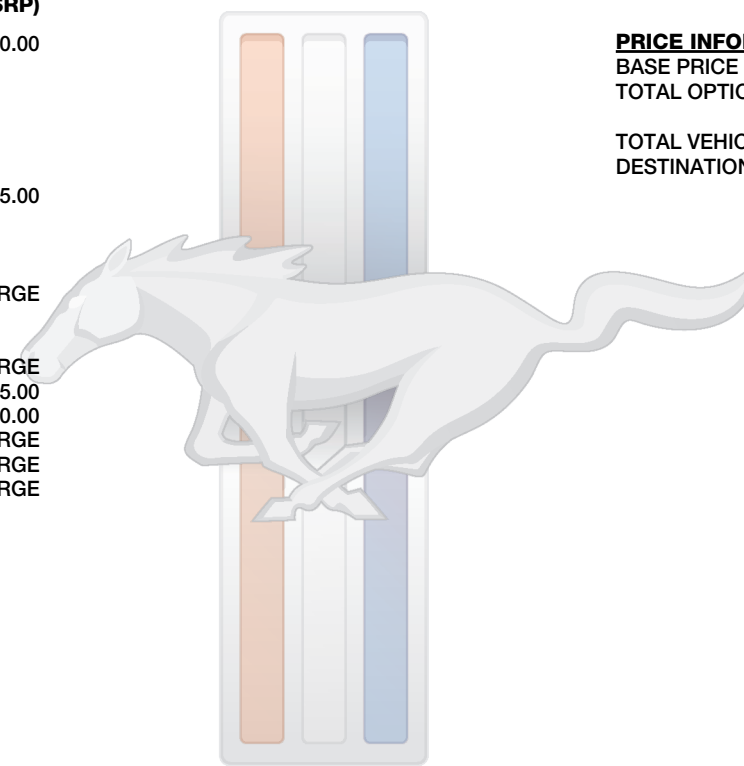 SRP)
0.00
5.00
RGE
RGE
5.00
0.00
RGE
RGE
RGE
PRICE INFO
BASE PRICE
TOTAL OPTIO
TOTAL VEHIC
DESTINATION